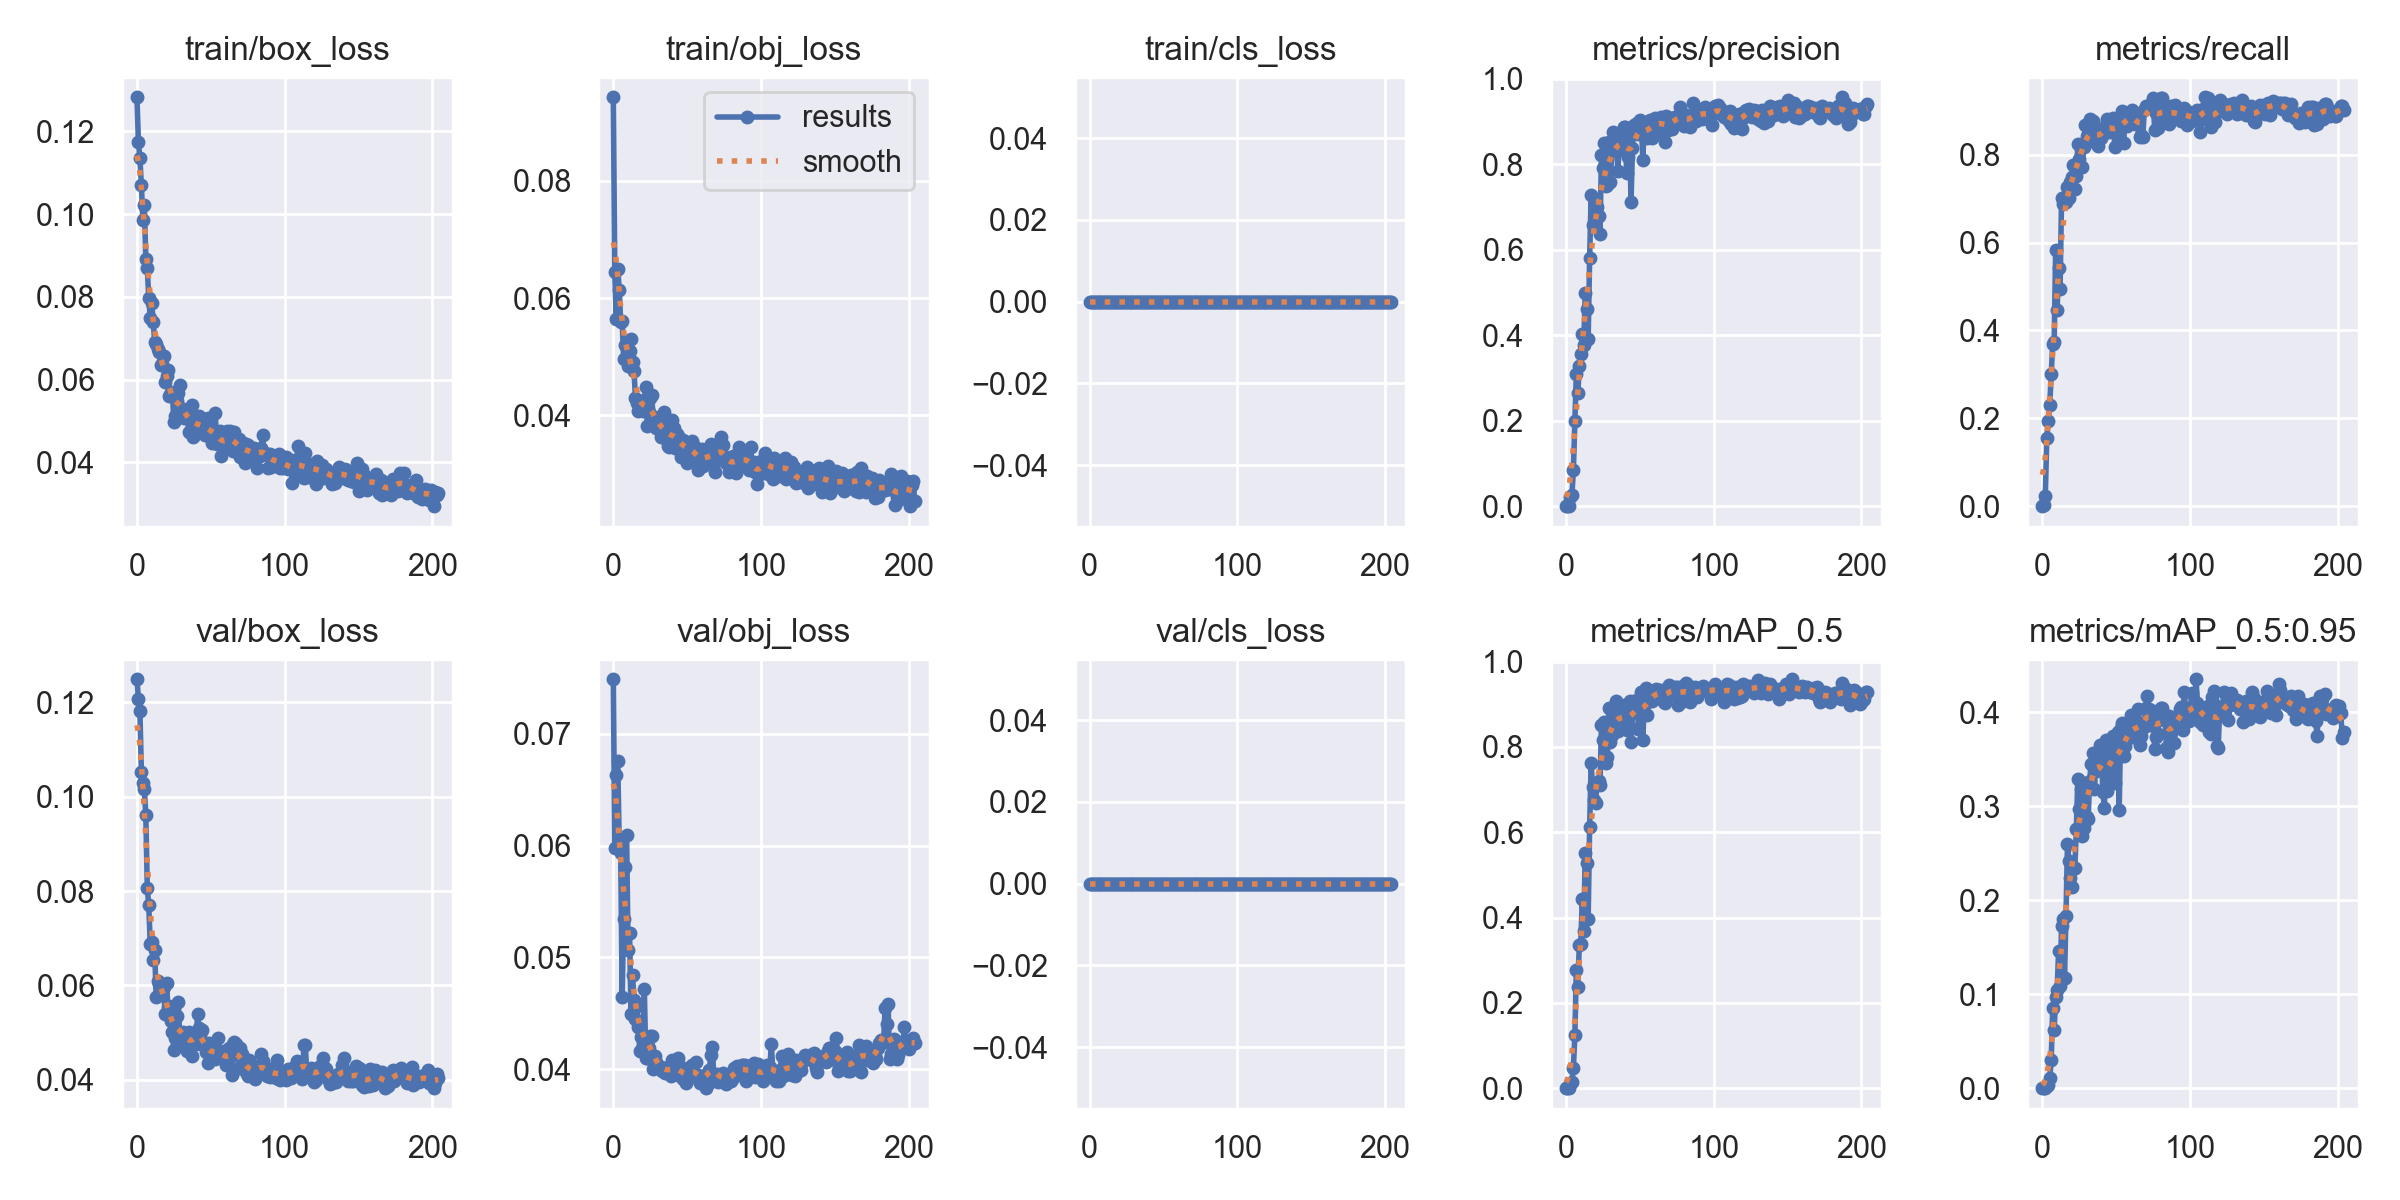 train/box_loss
0.12
0.10
0.08
0.06
0.04
0 100 200
train/obj_loss
results
smooth
0.08
0.06
0.04
0 100 200
train/cls_loss
0.04
0.02
0.00
−0.02
−0.04
0 100 200
metrics/precision
1.0
0.8
0.6
0.4
0.2
0.0
0 100 200
metrics/recall
0.8
0.6
0.4
0.2
0.0
0 100 200
val/box_loss
0.12
0.10
0.08
0.06
0.04
0 100 200
val/obj_loss
0.07
0.06
0.05
0.04
0 100 200
val/cls_loss
0.04
0.02
0.00
−0.02
−0.04
0 100 200
metrics/mAP_0.5
1.0
0.8
0.6
0.4
0.2
0.0
0 100 200
metrics/mAP_0.5:0.95
0.4
0.3
0.2
0.1
0.0
0 100 200